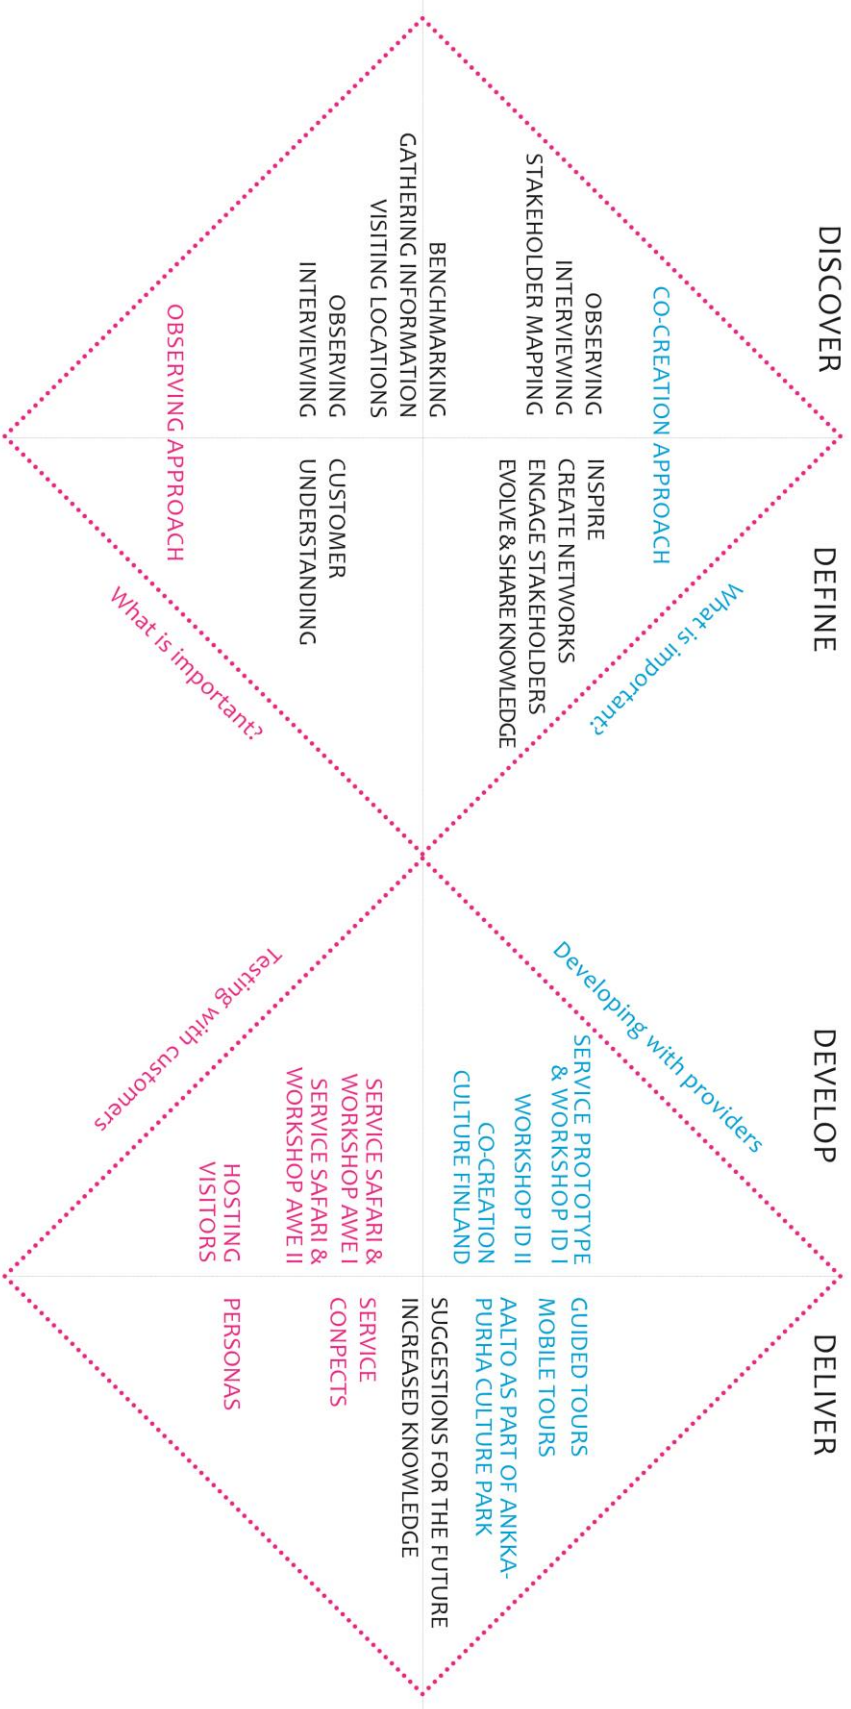 DISCOVER
DEFINE
DEVELOP
DELIVER
CO-CREATION APPROACH
OBSERVING
INTERVIEWING
STAKEHOLDER MAPPING
BENCHMARKING
GATHERING INFORMATION
VISITING LOCATIONS
OBSERVING
INTERVIEWING
OBSERVING APPROACH
What is important?
INSPIRE
CREATE NETWORKS
ENGAGE STAKEHOLDERS
EVOLVE & SHARE KNOWLEDGE
CUSTOMER
UNDERSTANDING
What is important?
Developing with providers
SERVICE PROTOTYPE
& WORKSHOP ID I
WORKSHOP ID II
CO-CREATION
CULTURE FINLAND
SERVICE SAFARI &
WORKSHOP AWE I
SERVICE SAFARI &
WORKSHOP AWE II
HOSTING
VISITORS
Testing with customers
GUIDED TOURS
MOBILE TOURS
AALTO AS PART OF ANKKA-
PURHA CULTURE PARK
SUGGESTIONS FOR THE FUTURE
INCREASED KNOWLEDGE
SERVICE
CONPECTS
PERSONAS